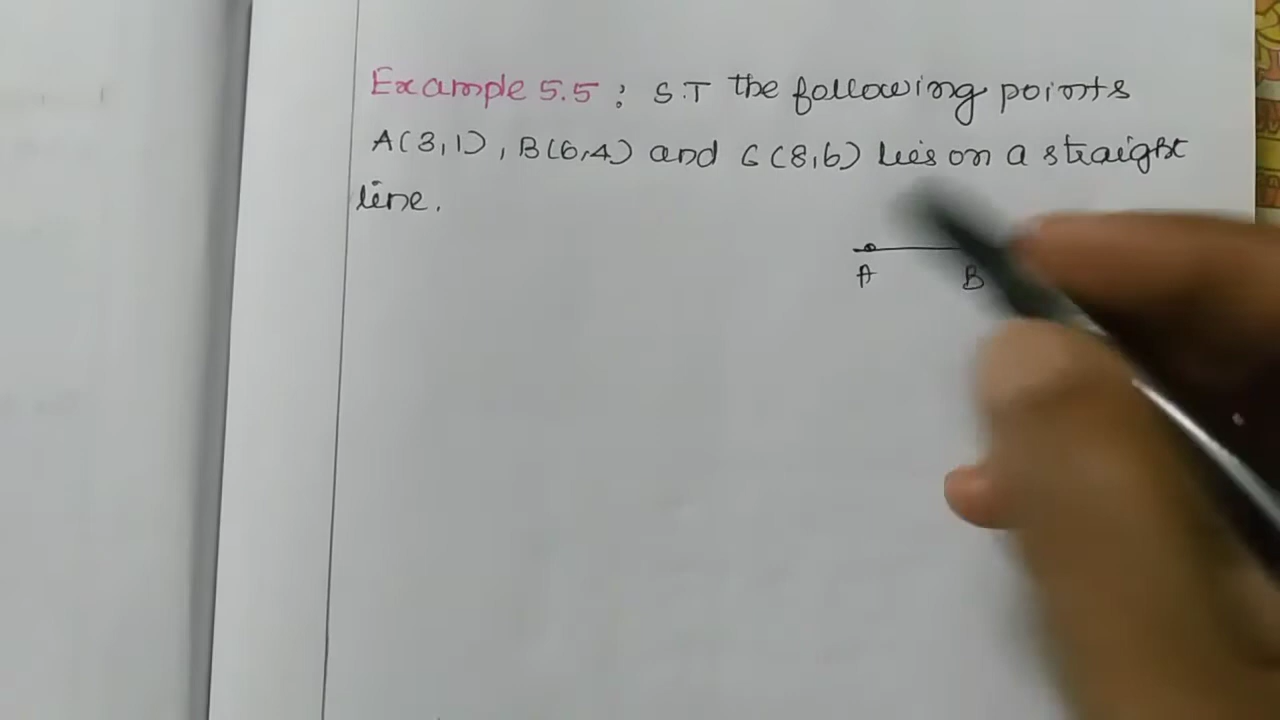 Example 5.5 : S.T the following points
A(3,1), B(6,4) and C(8,6) lies on a straight
line.
A B